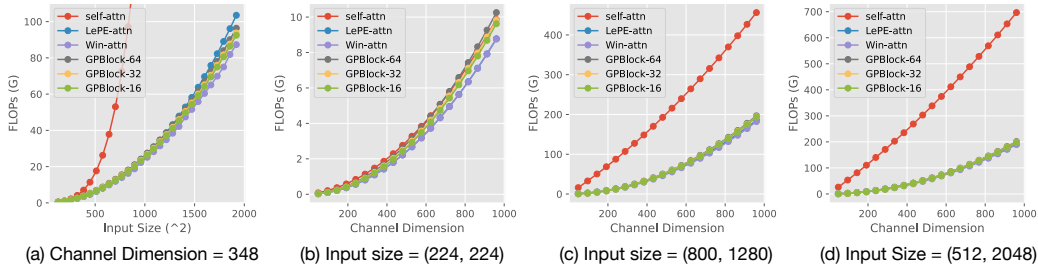 100
80
60
40
20
0
FLOPs (G)
500
1000
1500
2000
Input Size (^2)
self-attn
LePE-attn
Win-attn
GPBlock-64
GPBlock-32
GPBlock-16
(a) Channel Dimension = 348
10
8
6
4
2
0
FLOPs (G)
200
400
600
800
1000
Channel Dimension
self-attn
LePE-attn
Win-attn
GPBlock-64
GPBlock-32
GPBlock-16
(b) Input size = (224, 224)
400
300
200
100
0
FLOPs (G)
0
200
400
600
800
1000
Channel Dimension
self-attn
LePE-attn
Win-attn
GPBlock-64
GPBlock-32
GPBlock-16
(c) Input size = (800, 1280)
700
600
500
400
300
200
100
0
FLOPs (G)
200
400
600
800
1000
Channel Dimension
self-attn
LePE-attn
Win-attn
GPBlock-64
GPBlock-32
GPBlock-16
(d) Input Size = (512, 2048)